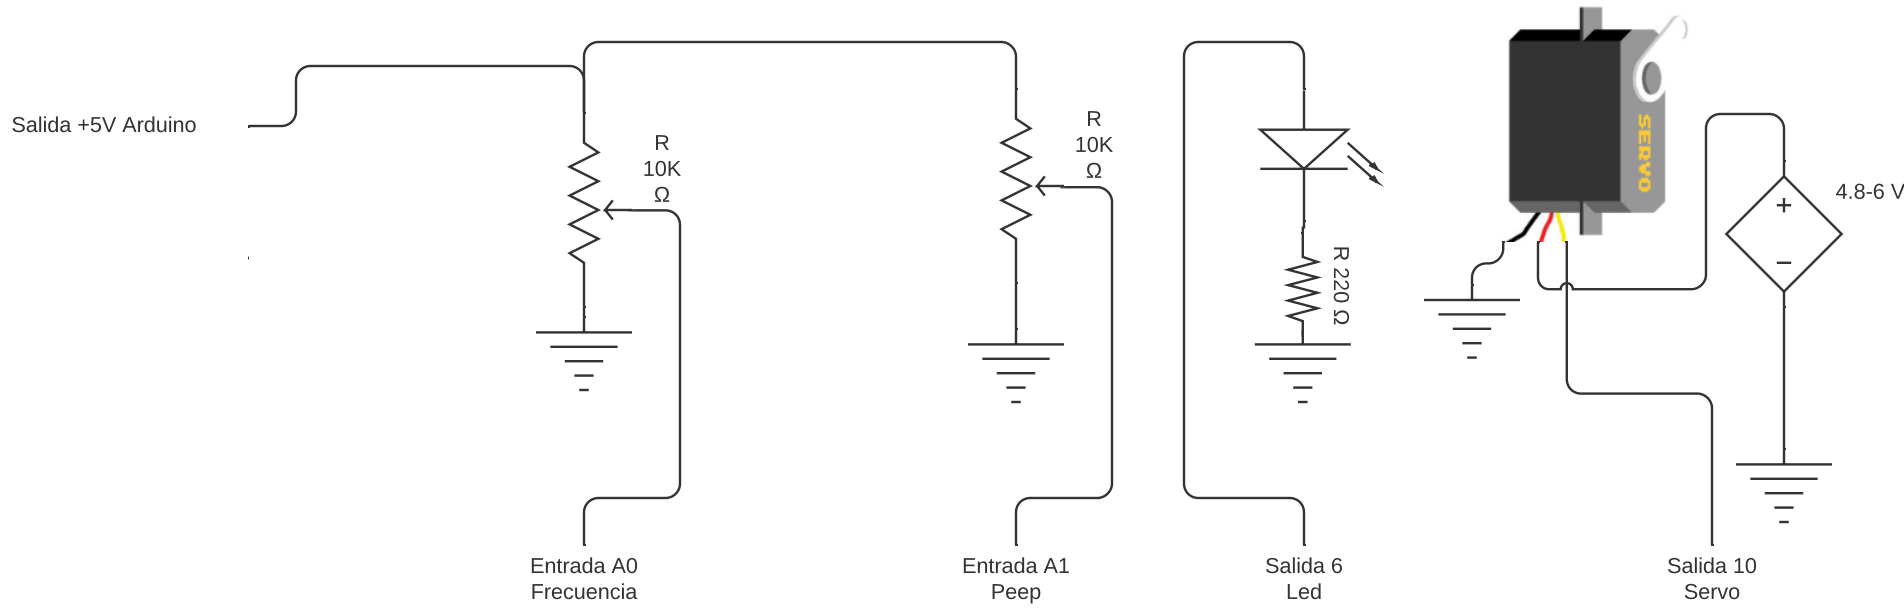 Salida +5V Arduino
R
10K
Ω
R
10K
Ω
R 220 Ω
SERVO
4.8-6 V
+
−
Entrada A0
Frecuencia
Entrada A1
Peep
Salida 6
Led
Salida 10
Servo